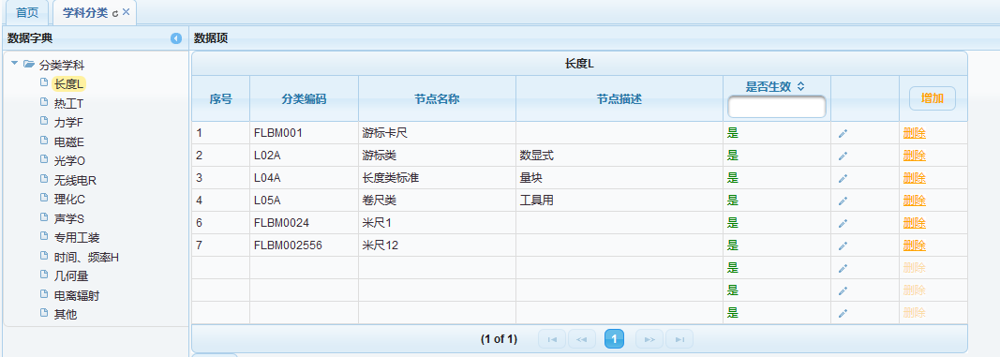 首页 学科分类
数据字典 数据项
分类学科
长度L
热工T
力学F
电磁E
光学O
无线电R
理化C
声学S
专用工装
时间、频率H
几何量
电离辐射
其他
长度L
序号 分类编码 节点名称 节点描述 是否生效 增加
1 FLBM001 游标卡尺 是 删除
2 L02A 游标类 数显式 是 删除
3 L04A 长度类标准 量块 是 删除
4 L05A 卷尺类 工具用 是 删除
6 FLBM0024 米尺1 是 删除
7 FLBM002556 米尺12 是 删除
是 删除
是 删除
是 删除
(1 of 1) 1